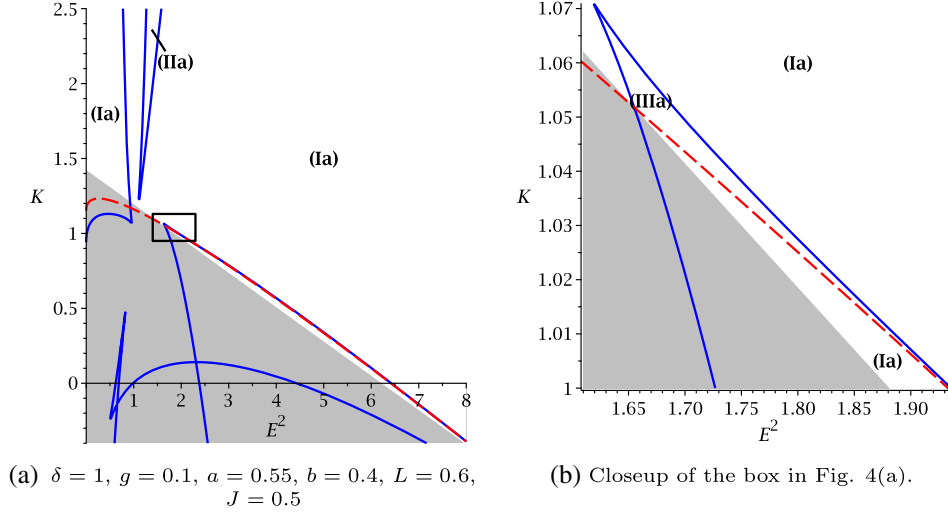 2.5
2
(IIa)
(Ia)
1.5
(Ia)
K
1
0.5
0
1 2 3 4 5 6 7 8
E²
(a) δ = 1, g = 0.1, a = 0.55, b = 0.4, L = 0.6,
J = 0.5
1.07
(Ia)
1.06
(IIIa)
1.05
K
1.04
1.03
1.02
1.01
(Ia)
1
1.65 1.70 1.75 1.80 1.85 1.90
E²
(b) Closeup of the box in Fig. 4(a).